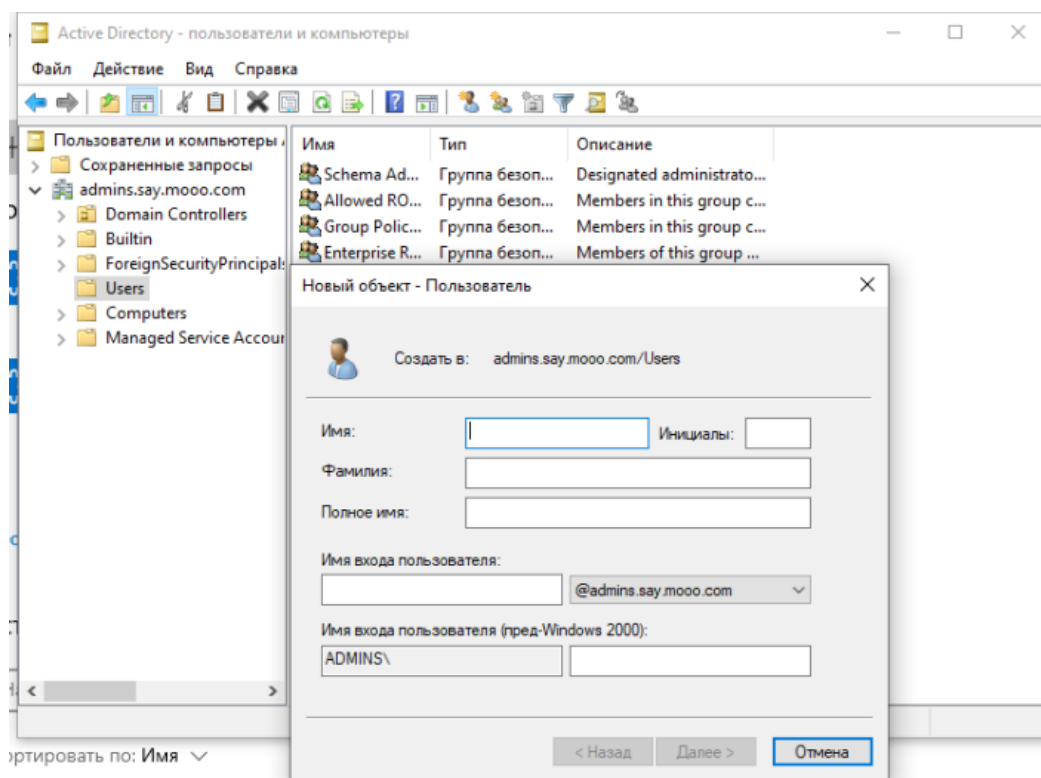 Active Directory - пользователи и компьютеры
Файл Действие Вид Справка
Пользователи и компьютеры
Сохраненные запросы
admins.say.mooo.com
Domain Controllers
Builtin
ForeignSecurityPrincipals
Users
Computers
Managed Service Accour
Имя Тип Описание
Schema Ad... Группа безоп... Designated administrato...
Allowed RO... Группа безоп... Members in this group c...
Group Polic... Группа безоп... Members in this group c...
Enterprise R... Группа безоп... Members of this group ...
Новый объект - Пользователь
Создать в: admins.say.mooo.com/Users
Имя: Инициалы:
Фамилия:
Полное имя:
Имя входа пользователя:
@admins.say.mooo.com
Имя входа пользователя (пред-Windows 2000):
ADMINS\
< Назад Далее > Отмена
ортировать по: Имя